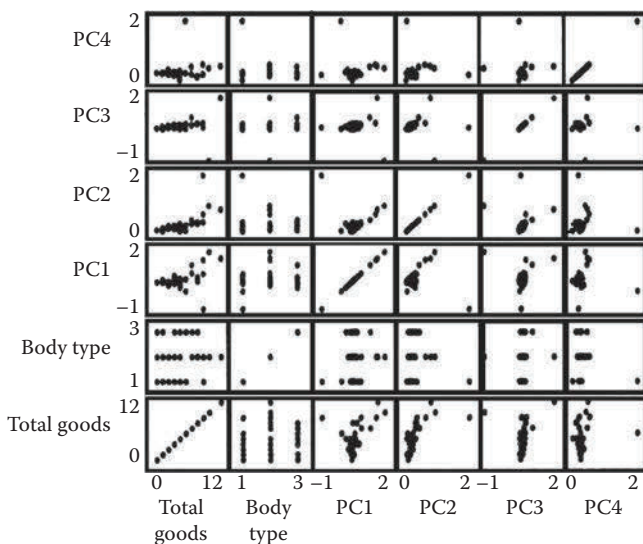 PC4
2
0
PC3
2
−1
PC2
2
0
PC1
2
−1
Body type
3
1
Total goods
12
0
0 12 1 3 −1 2 0 2 −1 2 0 2
Total goods
Body type
PC1
PC2
PC3
PC4